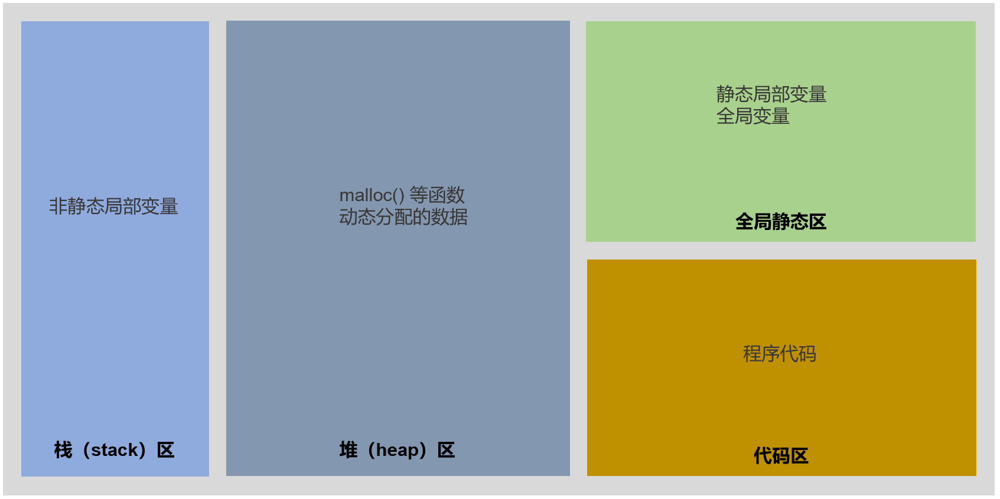 非静态局部变量
栈（stack）区
malloc() 等函数
动态分配的数据
堆（heap）区
静态局部变量
全局变量
全局静态区
程序代码
代码区